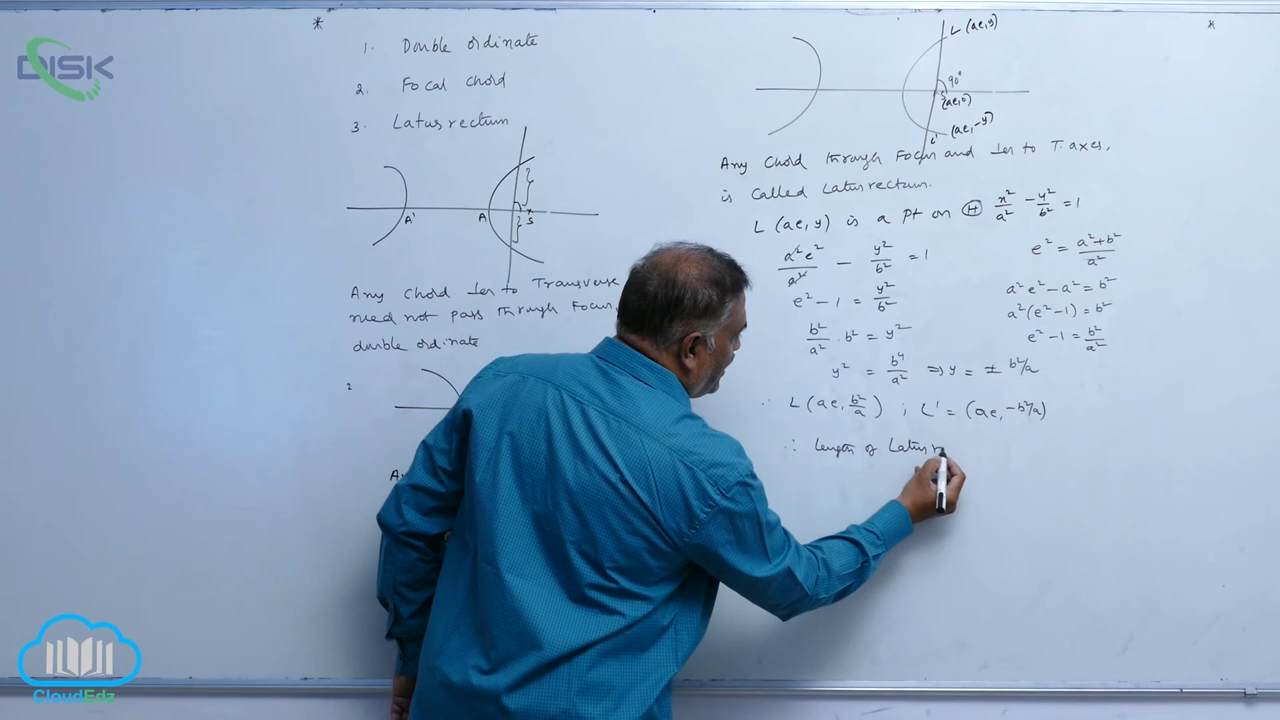 DISK
*
1. Double ordinate
2. Focal chord
3. Latusrectum
A' A S
Any Chord ⊥er to Transverse
need not pass through Focus,
double ordinate
2
L (ae, y)
90°
S
(ae, 0)
(ae, -y)
L'
*
Any Chord through Focus and ⊥er to T. axes,
is called Latusrectum.
L (ae, y) is a pt on (H) x²/a² - y²/b² = 1
a²e²/a² - y²/b² = 1
e² - 1 = y²/b²
b²/a² . b² = y²
y² = b⁴/a² ⇒ y = ± b²/a
e² = a²+b²/a²
a²e² - a² = b²
a²(e² - 1) = b²
e² - 1 = b²/a²
∴ L (ae, b²/a) ; L' = (ae, -b²/a)
∴ length of Latus r
CloudEdz